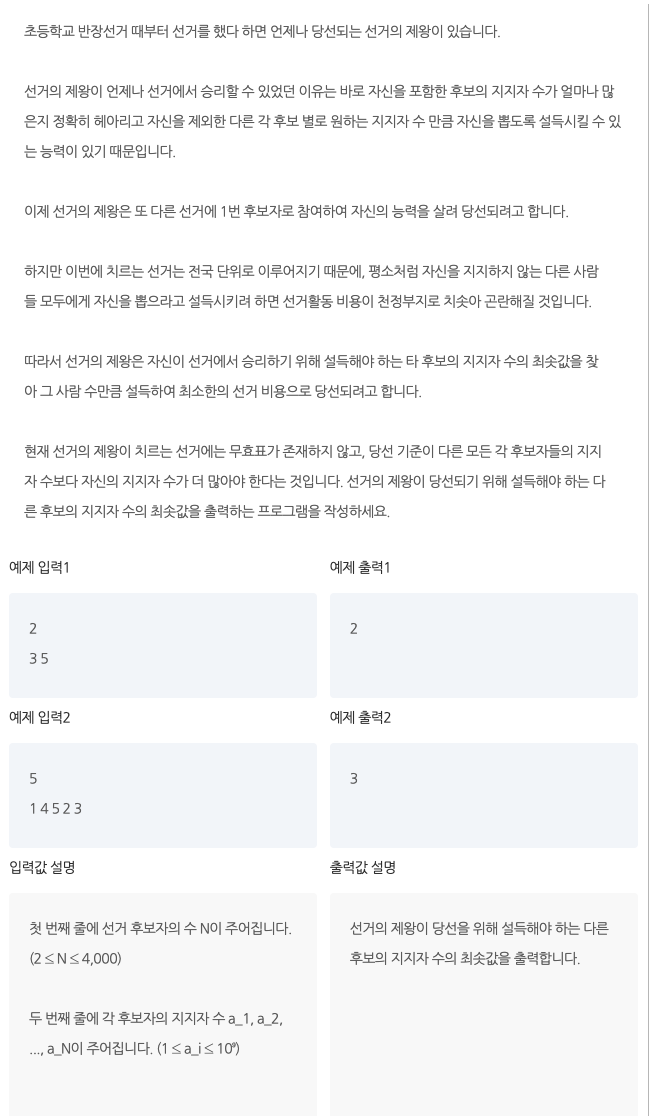 초등학교 반장선거 때부터 선거를 했다 하면 언제나 당선되는 선거의 제왕이 있습니다.
선거의 제왕이 언제나 선거에서 승리할 수 있었던 이유는 바로 자신을 포함한 후보의 지지자 수가 얼마나 많
은지 정확히 헤아리고 자신을 제외한 다른 각 후보 별로 원하는 지지자 수 만큼 자신을 뽑도록 설득시킬 수 있
는 능력이 있기 때문입니다.
이제 선거의 제왕은 또 다른 선거에 1번 후보자로 참여하여 자신의 능력을 살려 당선되려고 합니다.
하지만 이번에 치르는 선거는 전국 단위로 이루어지기 때문에, 평소처럼 자신을 지지하지 않는 다른 사람
들 모두에게 자신을 뽑으라고 설득시키려 하면 선거활동 비용이 천정부지로 치솟아 곤란해질 것입니다.
따라서 선거의 제왕은 자신이 선거에서 승리하기 위해 설득해야 하는 타 후보의 지지자 수의 최솟값을 찾
아 그 사람 수만큼 설득하여 최소한의 선거 비용으로 당선되려고 합니다.
현재 선거의 제왕이 치르는 선거에는 무효표가 존재하지 않고, 당선 기준이 다른 모든 각 후보자들의 지지
자 수보다 자신의 지지자 수가 더 많아야 한다는 것입니다. 선거의 제왕이 당선되기 위해 설득해야 하는 다
른 후보의 지지자 수의 최솟값을 출력하는 프로그램을 작성하세요.
예제 입력1
2
3 5
예제 출력1
2
예제 입력2
5
1 4 5 2 3
예제 출력2
3
입력값 설명
첫 번째 줄에 선거 후보자의 수 N이 주어집니다.
(2 ≤ N ≤ 4,000)
두 번째 줄에 각 후보자의 지지자 수 a_1, a_2,
..., a_N이 주어집니다. (1 ≤ a_i ≤ 10⁹)
출력값 설명
선거의 제왕이 당선을 위해 설득해야 하는 다른
후보의 지지자 수의 최솟값을 출력합니다.